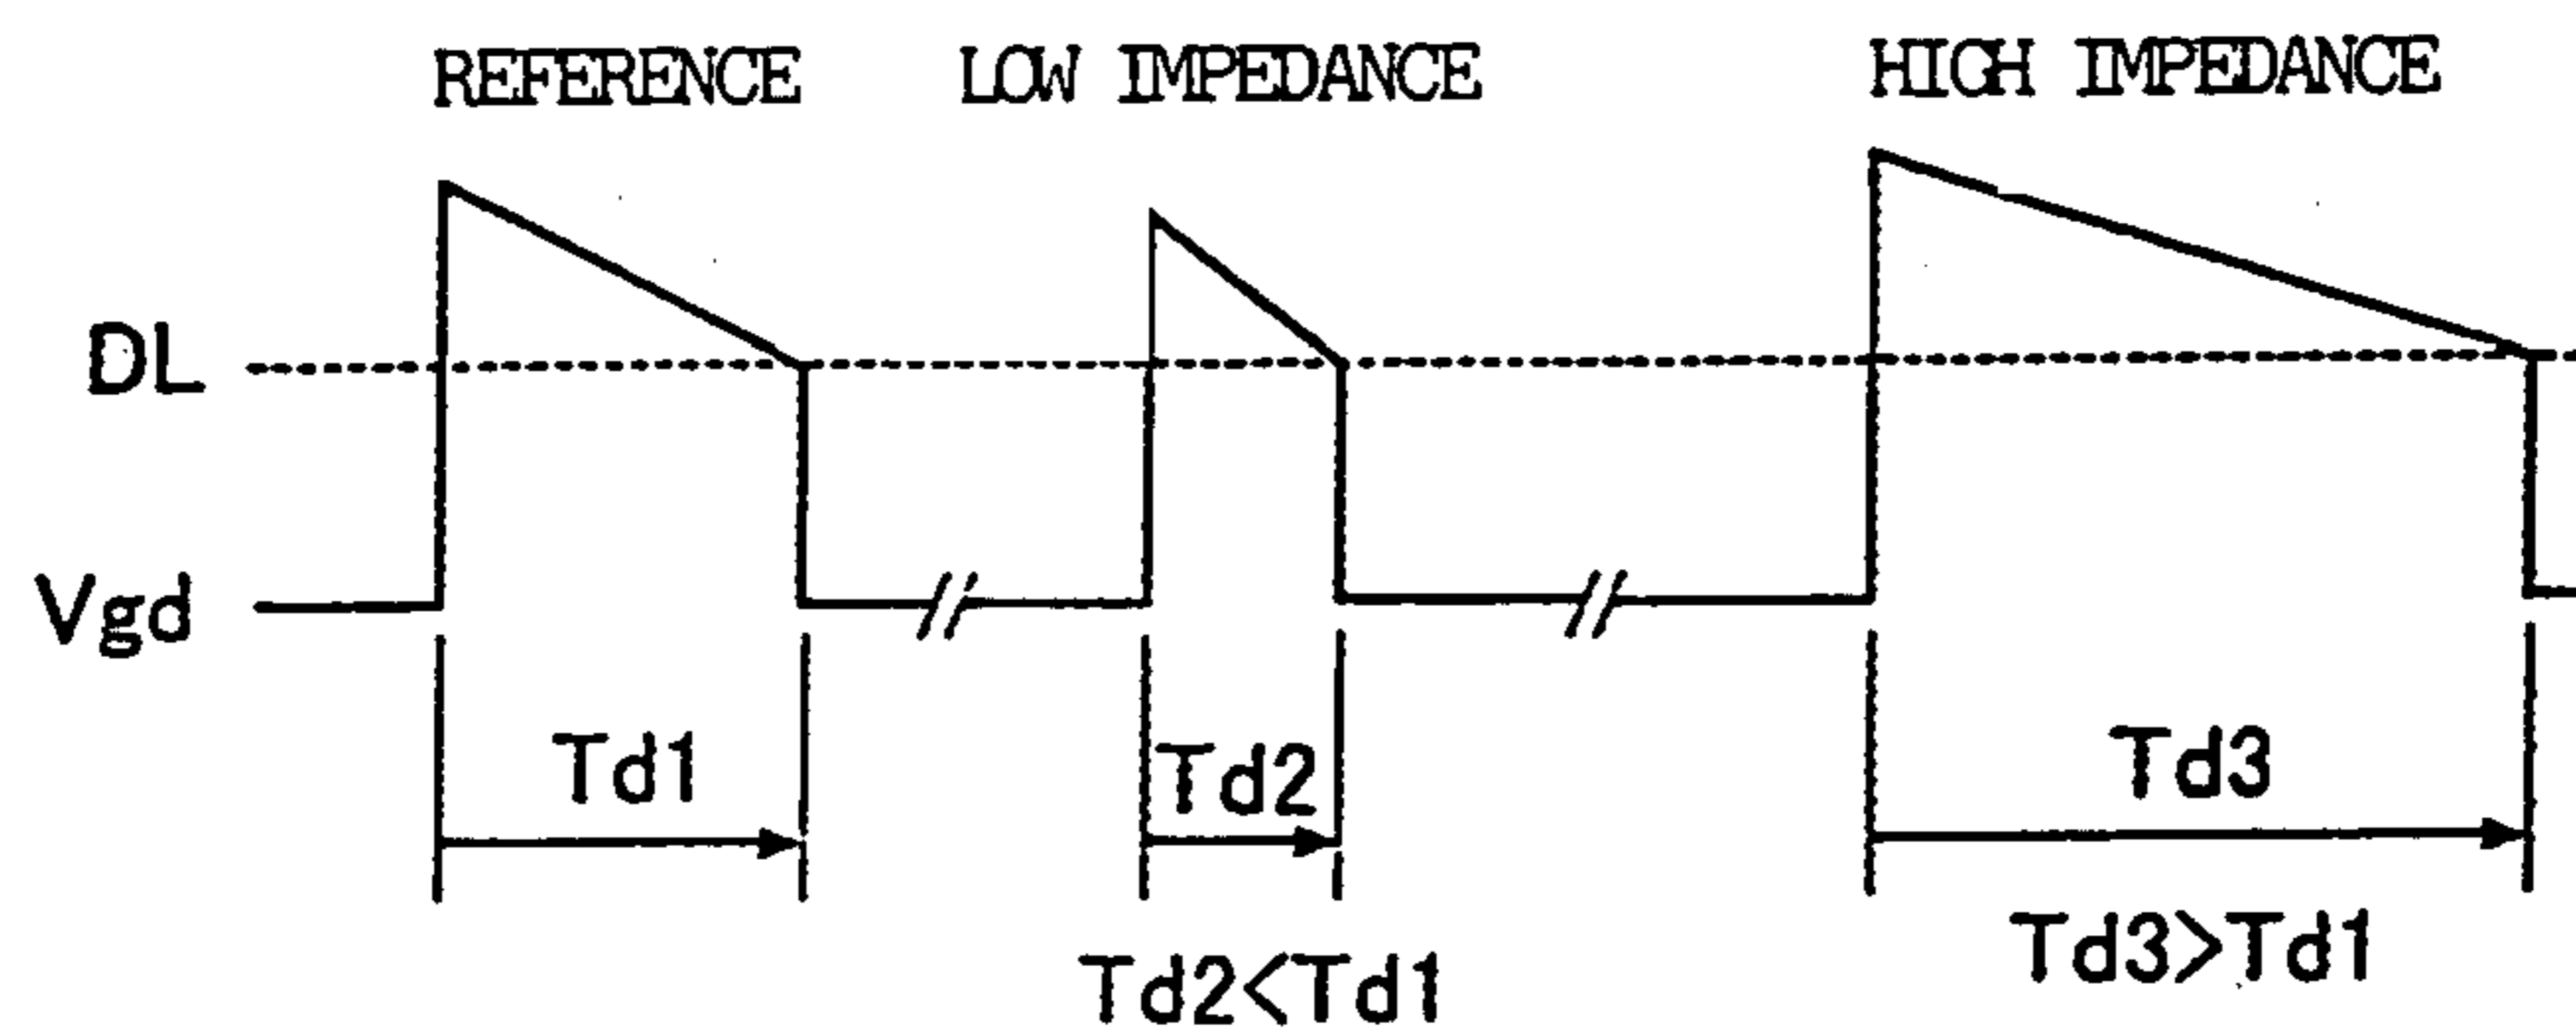 REFERENCE
LOW IMPEDANCE
HIGH IMPEDANCE
DL
Vgd
Td1
Td2
Td3
Td2<Td1
Td3>Td1